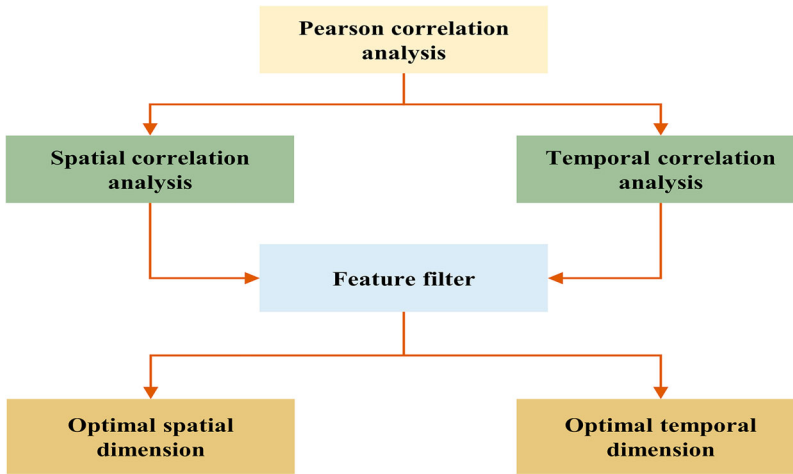 Pearson correlation
analysis
Spatial correlation
analysis
Temporal correlation
analysis
Feature filter
Optimal spatial
dimension
Optimal temporal
dimension